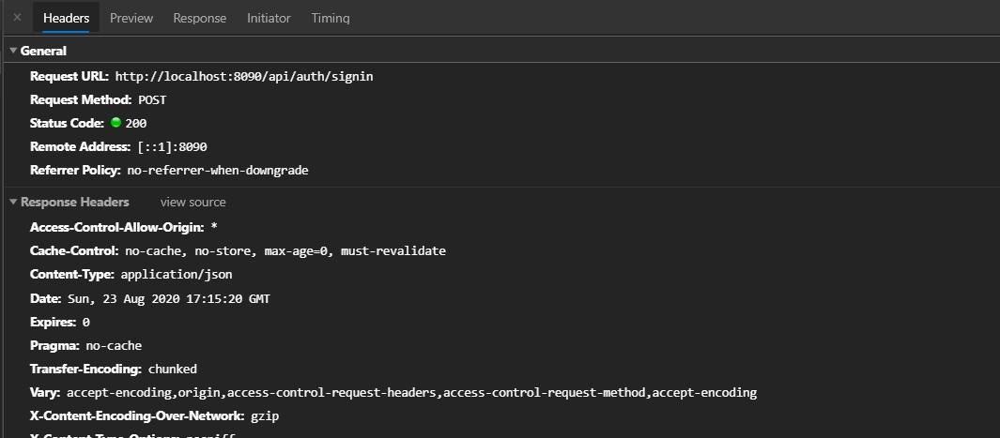 × Headers Preview Response Initiator Timing
General
Request URL: http://localhost:8090/api/auth/signin
Request Method: POST
Status Code: 200
Remote Address: [::1]:8090
Referrer Policy: no-referrer-when-downgrade
Response Headers view source
Access-Control-Allow-Origin: *
Cache-Control: no-cache, no-store, max-age=0, must-revalidate
Content-Type: application/json
Date: Sun, 23 Aug 2020 17:15:20 GMT
Expires: 0
Pragma: no-cache
Transfer-Encoding: chunked
Vary: accept-encoding,origin,access-control-request-headers,access-control-request-method,accept-encoding
X-Content-Encoding-Over-Network: gzip
X-Content-Type-Options: nosniff